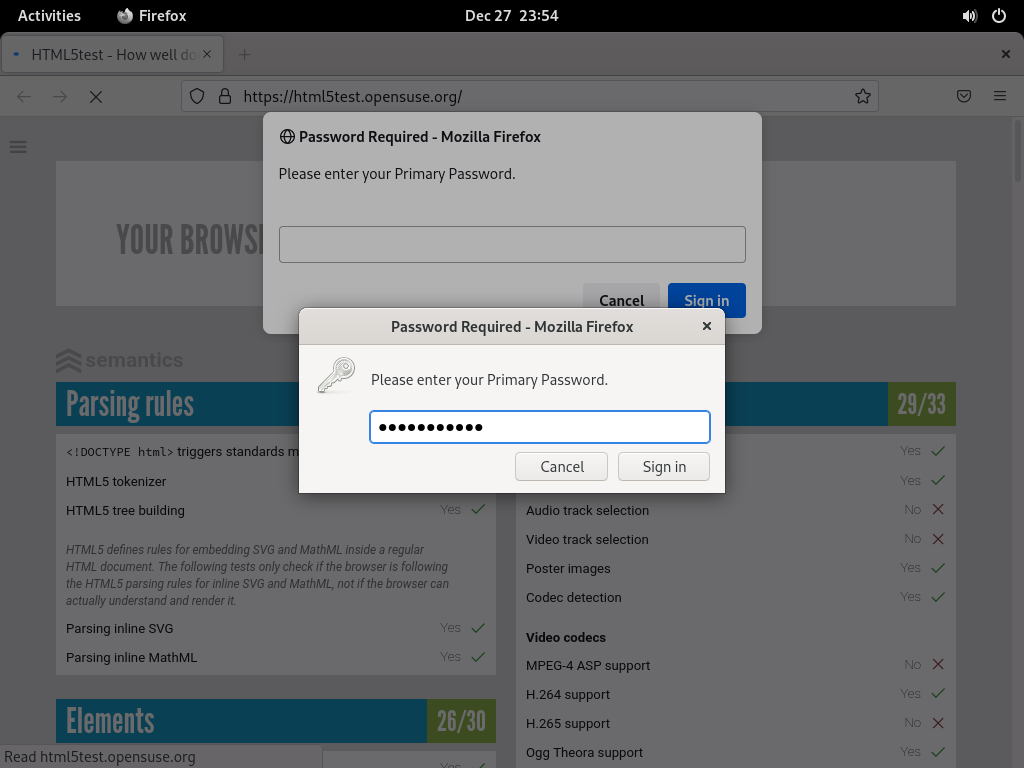 Activities
Firefox
Dec 27 23:54
HTML5test - How well do
https://html5test.opensuse.org/
Password Required - Mozilla Firefox
Please enter your Primary Password.
Cancel
Sign in
YOUR BROWS
Password Required - Mozilla Firefox
Please enter your Primary Password.
●●●●●●●●●●●
Cancel
Sign in
semantics
Parsing rules
<!DOCTYPE html> triggers standards m
HTML5 tokenizer
HTML5 tree building Yes
HTML5 defines rules for embedding SVG and MathML inside a regular
HTML document. The following tests only check if the browser is following
the HTML5 parsing rules for inline SVG and MathML, not if the browser can
actually understand and render it.
Parsing inline SVG Yes
Parsing inline MathML Yes
Elements 26/30
Yes
29/33
Yes
Yes
Audio track selection No
Video track selection No
Poster images Yes
Codec detection Yes
Video codecs
MPEG-4 ASP support No
H.264 support Yes
H.265 support No
Ogg Theora support Yes
Read html5test.opensuse.org